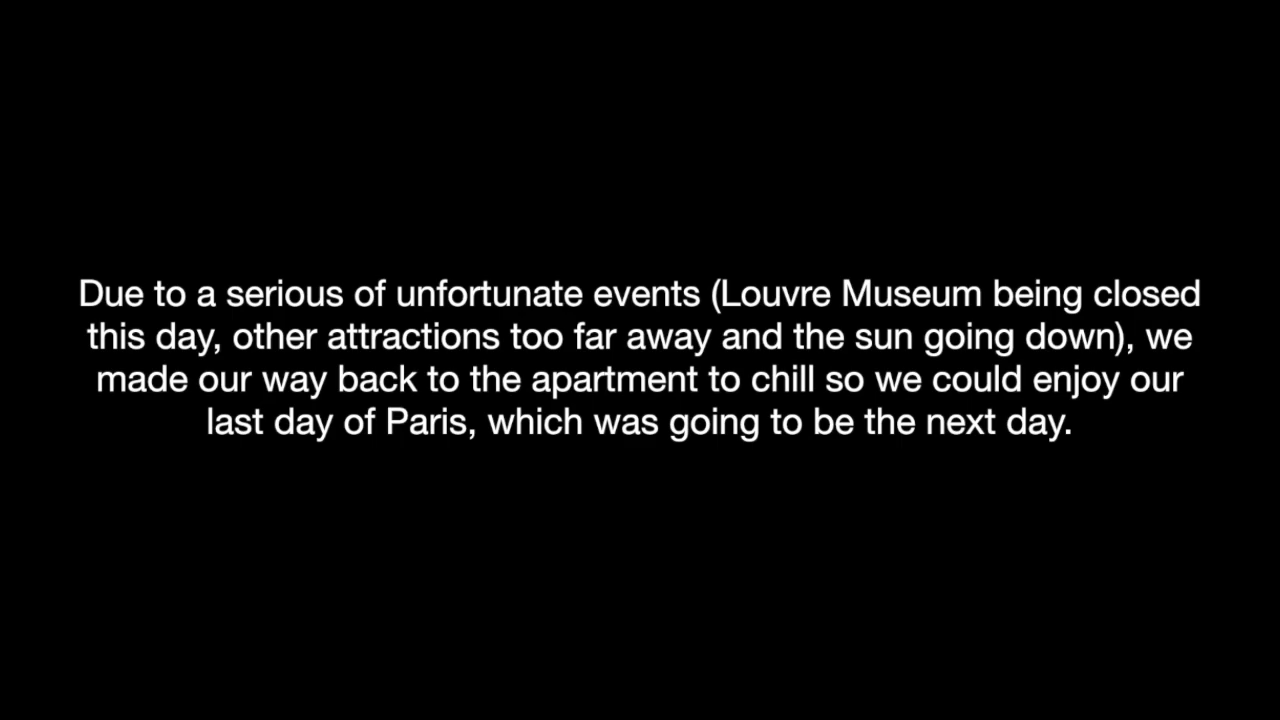 Due to a serious of unfortunate events (Louvre Museum being closed
this day, other attractions too far away and the sun going down), we
made our way back to the apartment to chill so we could enjoy our
last day of Paris, which was going to be the next day.